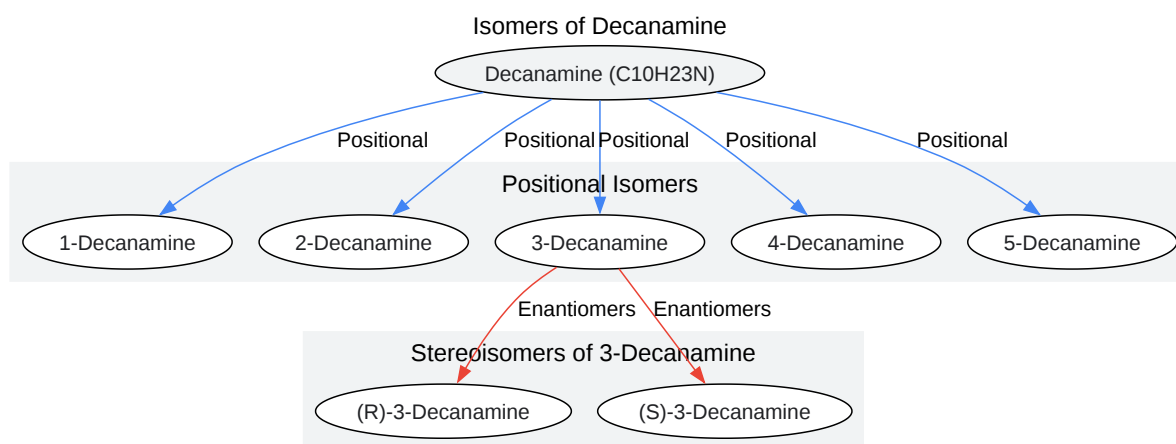 Isomers of Decanamine
Decanamine (C10H23N)
Positional
Positional
Positional
Positional
Positional
Positional Isomers
1-Decanamine
2-Decanamine
3-Decanamine
4-Decanamine
5-Decanamine
Enantiomers
Enantiomers
Stereoisomers of 3-Decanamine
(R)-3-Decanamine
(S)-3-Decanamine